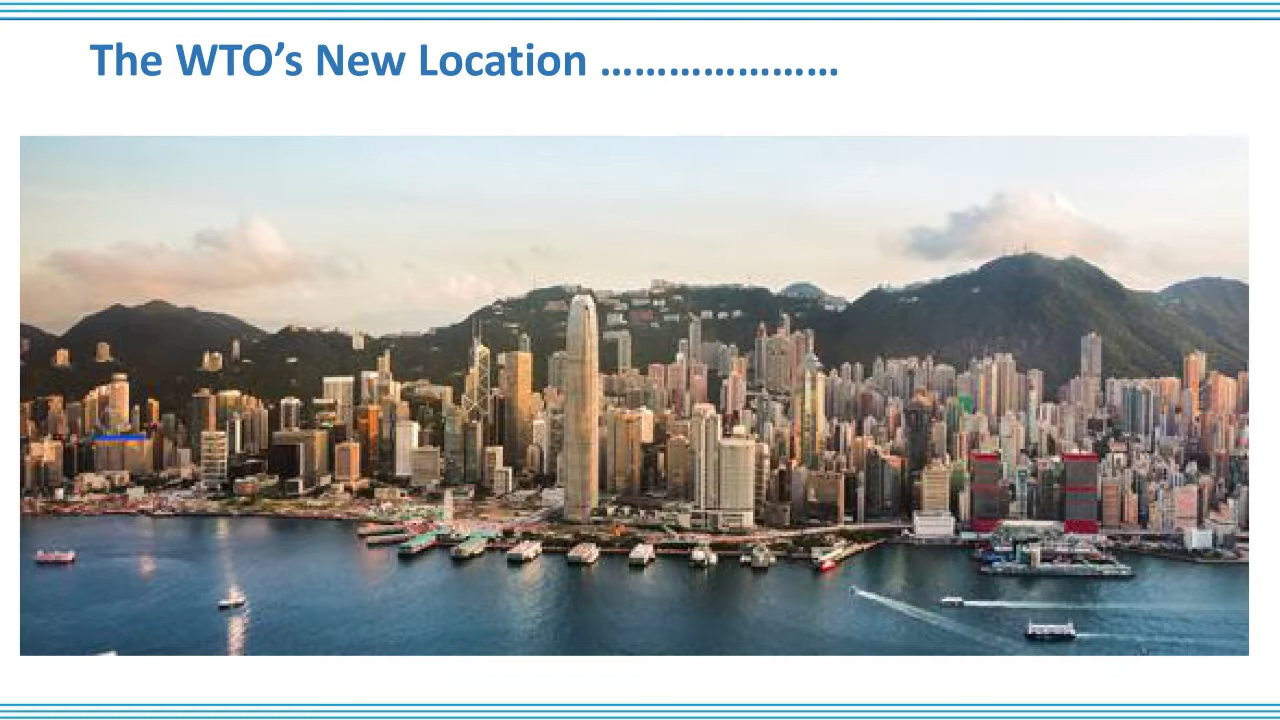 The WTO’s New Location …………………